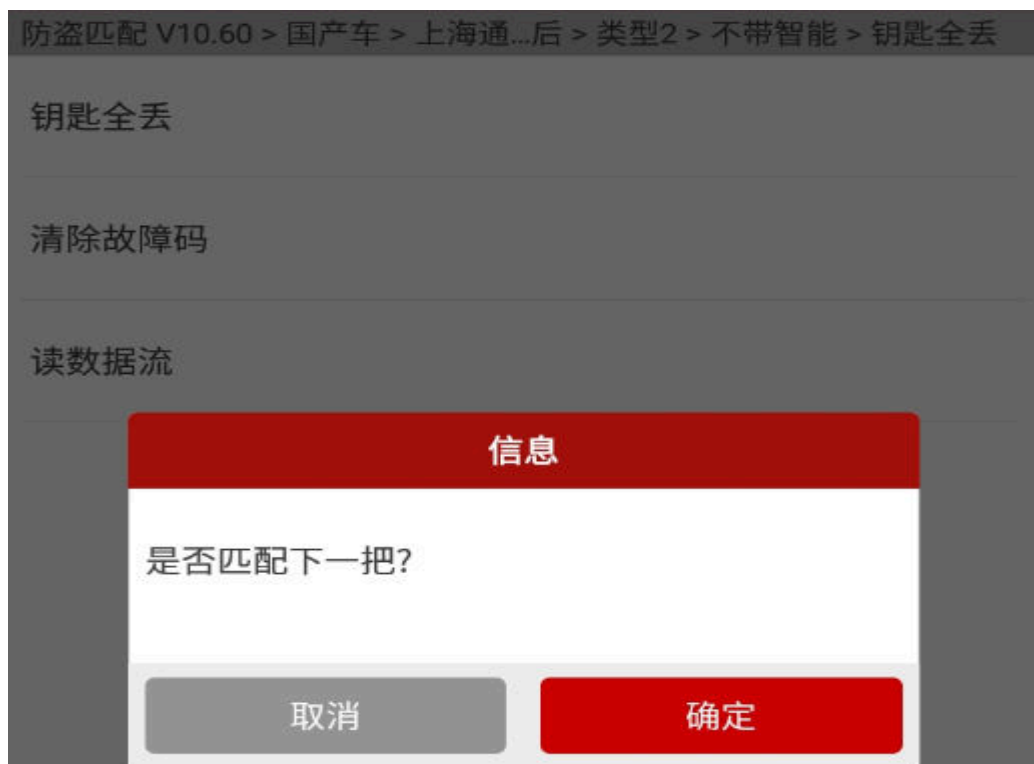 防盗匹配 V10.60 > 国产车 > 上海通...后 > 类型2 > 不带智能 > 钥匙全丢
钥匙全丢
清除故障码
读数据流
信息
是否匹配下一把?
取消
确定